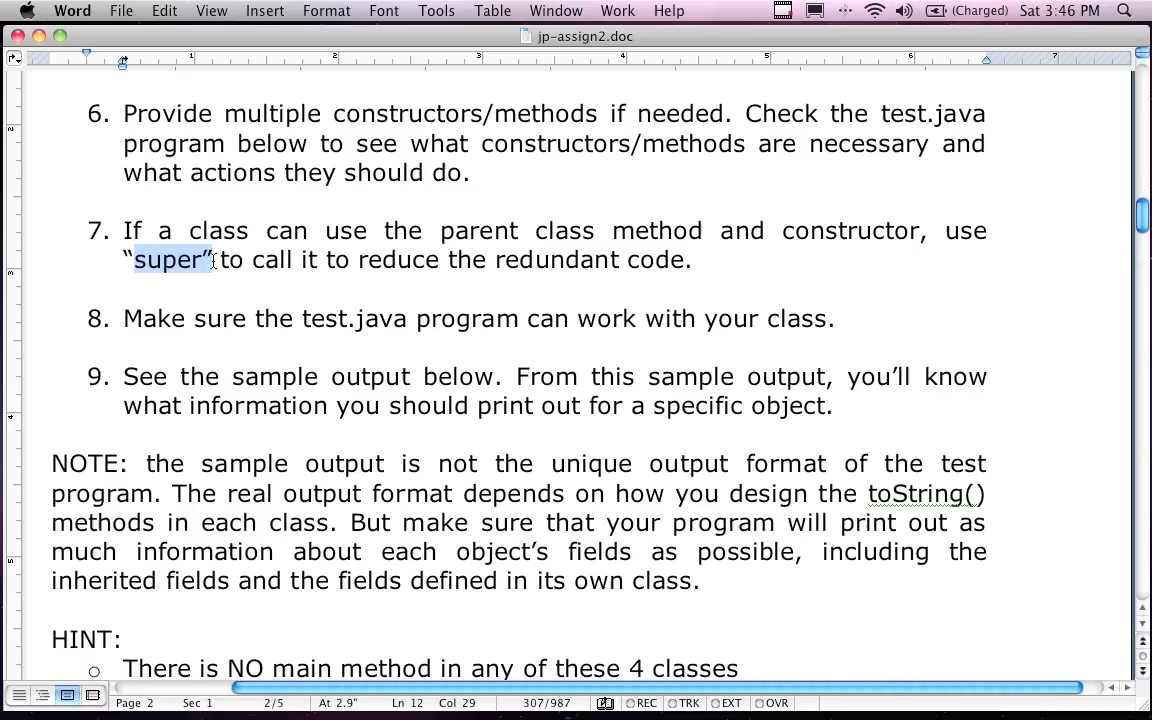 Word File Edit View Insert Format Font Tools Table Window Work Help (Charged) Sat 3:46 PM
jp-assign2.doc
1 2 3 4 5 6 7
6. Provide multiple constructors/methods if needed. Check the test.java
program below to see what constructors/methods are necessary and
what actions they should do.
7. If a class can use the parent class method and constructor, use
“super” to call it to reduce the redundant code.
8. Make sure the test.java program can work with your class.
9. See the sample output below. From this sample output, you’ll know
what information you should print out for a specific object.
NOTE: the sample output is not the unique output format of the test
program. The real output format depends on how you design the toString()
methods in each class. But make sure that your program will print out as
much information about each object’s fields as possible, including the
inherited fields and the fields defined in its own class.
HINT:
o There is NO main method in any of these 4 classes
Page 2 Sec 1 2/5 At 2.9" Ln 12 Col 29 307/987 REC TRK EXT OVR